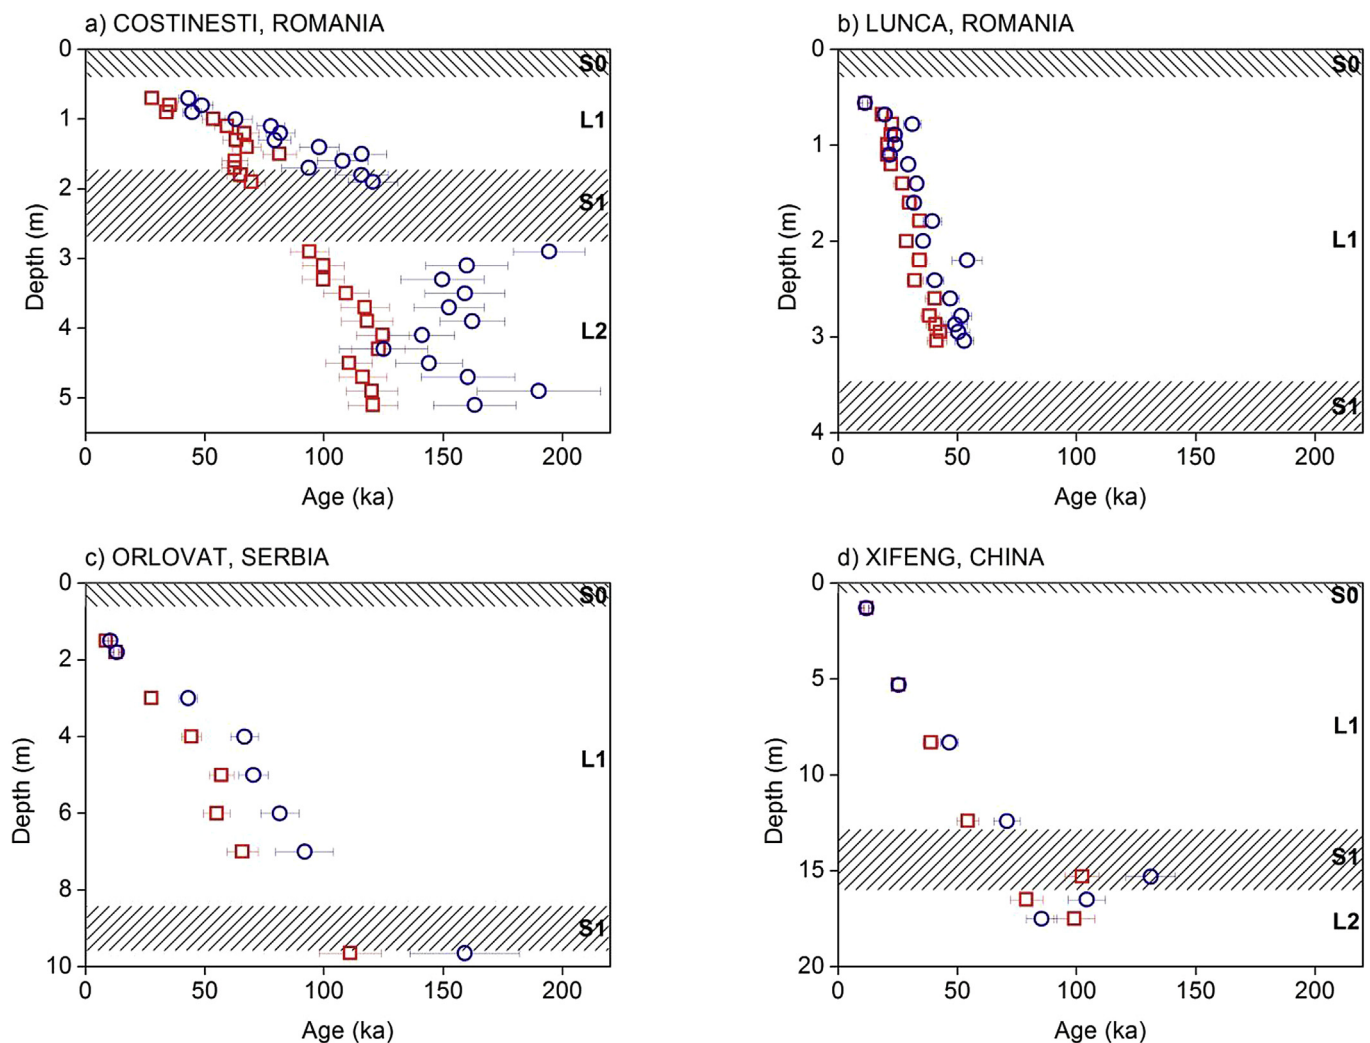 a) COSTINESTI, ROMANIA
0
1
2
3
4
5
Depth (m)
S0
L1
S1
L2
0 50 100 150 200
Age (ka)
b) LUNCA, ROMANIA
0
1
2
3
4
Depth (m)
S0
L1
S1
0 50 100 150 200
Age (ka)
c) ORLOVAT, SERBIA
0
2
4
6
8
10
Depth (m)
S0
L1
S1
0 50 100 150 200
Age (ka)
d) XIFENG, CHINA
0
5
10
15
20
Depth (m)
S0
L1
S1
L2
0 50 100 150 200
Age (ka)